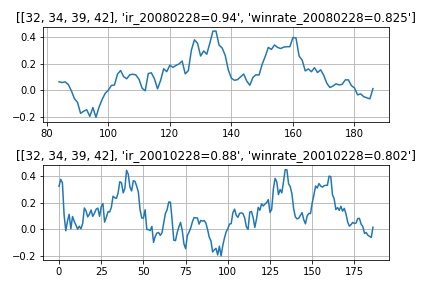 [[32, 34, 39, 42], 'ir_20080228=0.94', 'winrate_20080228=0.825']
0.4
0.2
0.0
−0.2
80 100 120 140 160 180
[[32, 34, 39, 42], 'ir_20010228=0.88', 'winrate_20010228=0.802']
0.4
0.2
0.0
−0.2
0 25 50 75 100 125 150 175